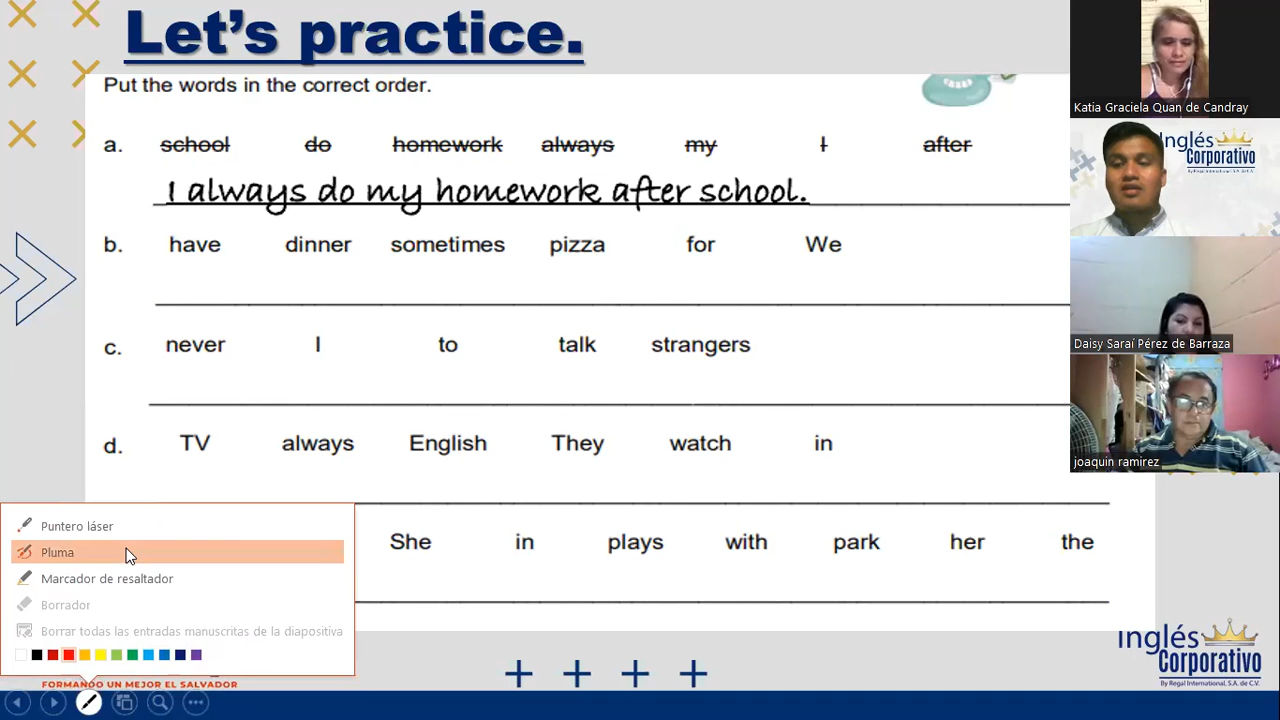 Let's practice.
Put the words in the correct order.
a. school do homework always my I after
I always do my homework after school.
b. have dinner sometimes pizza for We
c. never I to talk strangers
d. TV always English They watch in
She in plays with park her the
Puntero láser
Pluma
Marcador de resaltador
Borrador
Borrar todas las entradas manuscritas de la diapositiva
FORMANDO UN MEJOR EL SALVADOR
Katia Graciela Quan de Candray
Inglés
Corporativo
By Regal International, S.A. de C.V.
Daisy Saraí Pérez de Barraza
joaquin ramirez
Inglés
Corporativo
By Regal International, S.A. de C.V.